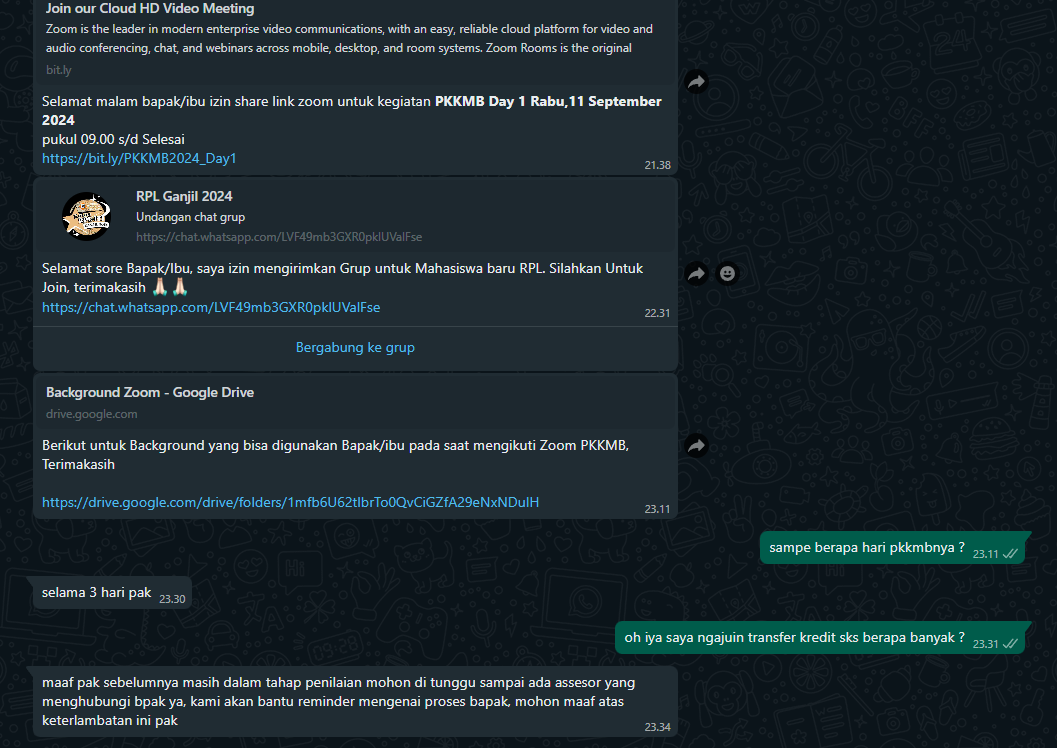 Join our Cloud HD Video Meeting
Zoom is the leader in modern enterprise video communications, with an easy, reliable cloud platform for video and
audio conferencing, chat, and webinars across mobile, desktop, and room systems. Zoom Rooms is the original
bit.ly
Selamat malam bapak/ibu izin share link zoom untuk kegiatan PKKMB Day 1 Rabu,11 September
2024
pukul 09.00 s/d Selesai
https://bit.ly/PKKMB2024_Day1
21.38
RPL Ganjil 2024
Undangan chat grup
https://chat.whatsapp.com/LVF49mb3GXR0pklUValFse
Selamat sore Bapak/Ibu, saya izin mengirimkan Grup untuk Mahasiswa baru RPL. Silahkan Untuk
Join, terimakasih 🙏🏻🙏🏻
https://chat.whatsapp.com/LVF49mb3GXR0pklUValFse
22.31
Bergabung ke grup
Background Zoom - Google Drive
drive.google.com
Berikut untuk Background yang bisa digunakan Bapak/ibu pada saat mengikuti Zoom PKKMB,
Terimakasih
https://drive.google.com/drive/folders/1mfb6U62tIbrTo0QvCiGZfA29eNxNDulH
23.11
sampe berapa hari pkkmbnya ? 23.11
selama 3 hari pak 23.30
oh iya saya ngajuin transfer kredit sks berapa banyak ? 23.31
maaf pak sebelumnya masih dalam tahap penilaian mohon di tunggu sampai ada assesor yang
menghubungi bpak ya, kami akan bantu reminder mengenai proses bapak, mohon maaf atas
keterlambatan ini pak
23.34